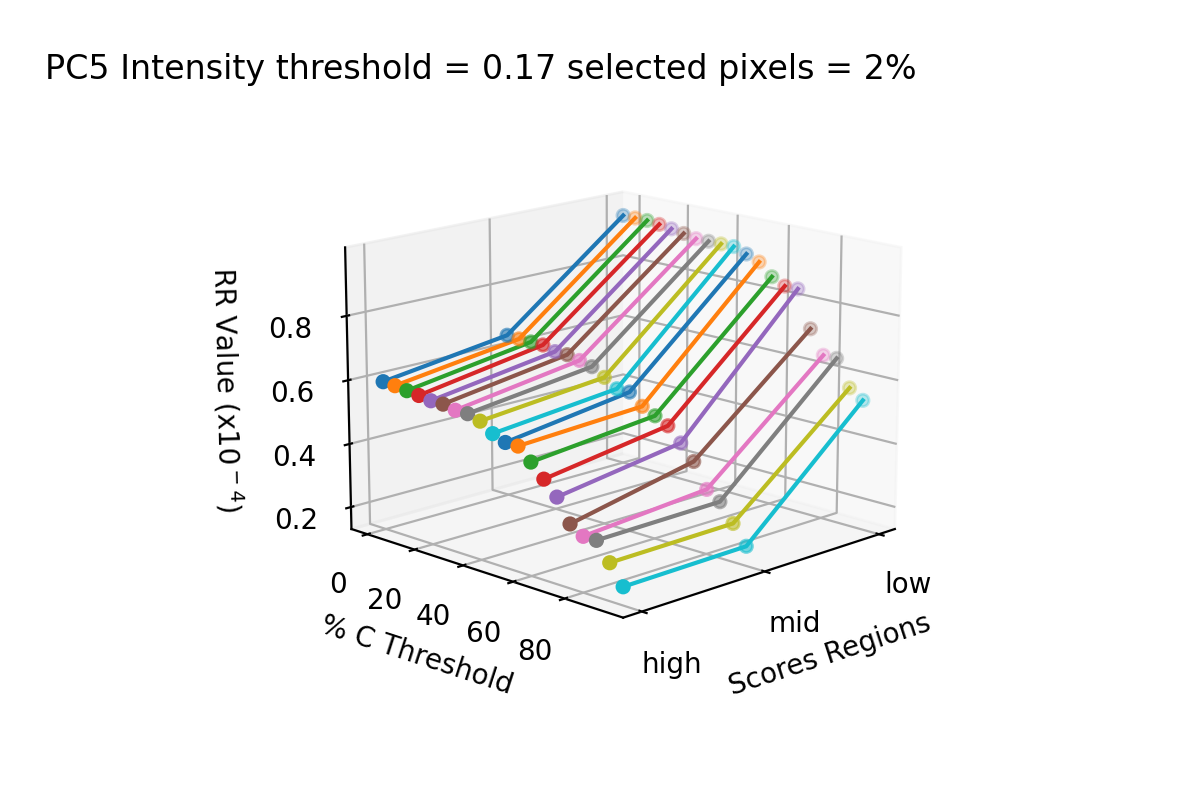 PC5 Intensity threshold = 0.17 selected pixels = 2%
RR Value (x10⁻⁴)
0.8
0.6
0.4
0.2
0
20
40
60
80
% C Threshold
high
mid
low
Scores Regions